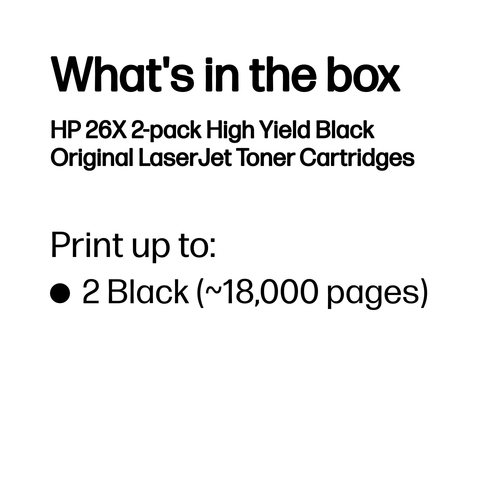 What's in the box
HP 26X 2-pack High Yield Black
Original LaserJet Toner Cartridges
Print up to:
● 2 Black (~18,000 pages)